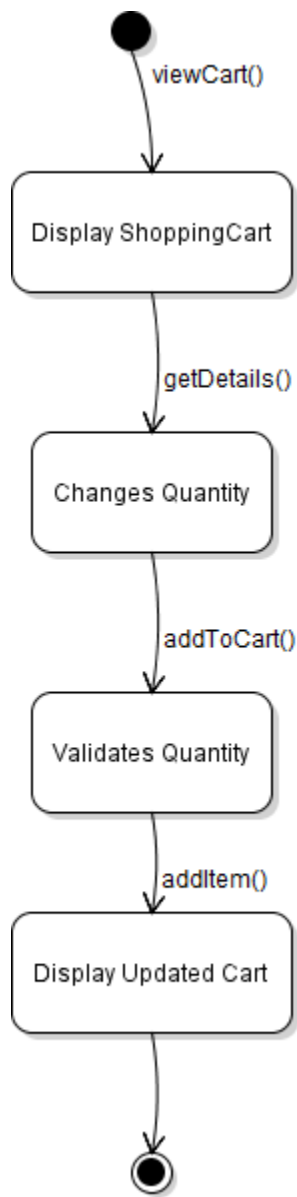 viewCart()
Display ShoppingCart
getDetails()
Changes Quantity
addToCart()
Validates Quantity
addItem()
Display Updated Cart